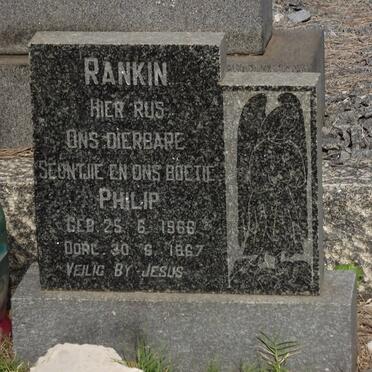 RANKIN
HIER RUS
ONS DIERBARE
SEUNTJIE EN ONS BOETIE
PHILIP
GEB. 25. 6. 1966
OORL. 30. 6. 1967
VEILIG BY JESUS